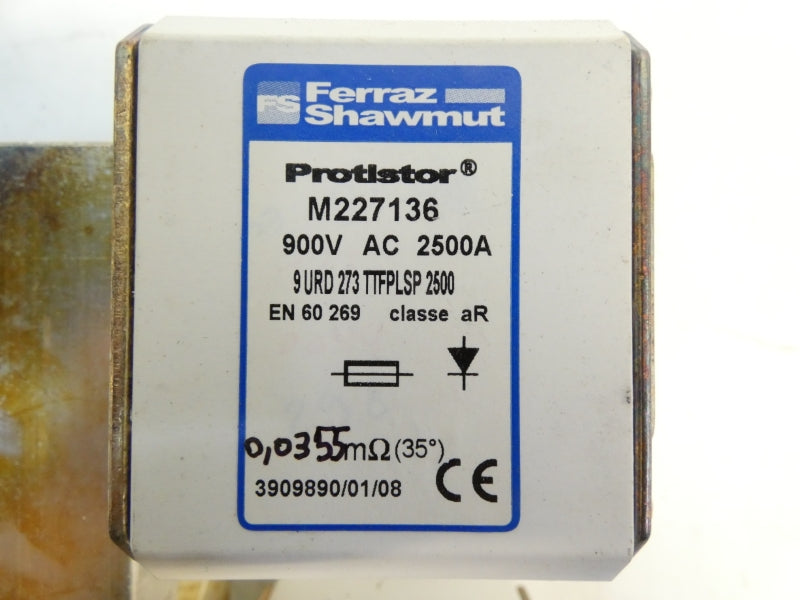 FS Ferraz
Shawmut
Protistor®
M227136
900V AC 2500A
9 URD 273 TTFPLSP 2500
EN 60 269 classe aR
0,0355mΩ(35°)
3909890/01/08 CE